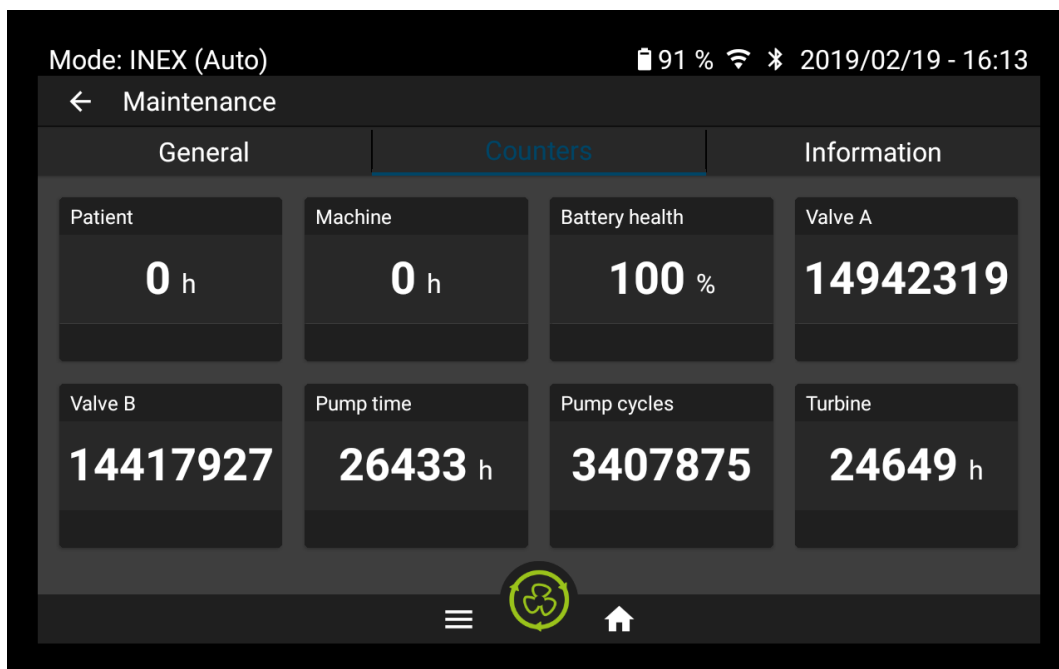 Mode: INEX (Auto) 91 % 2019/02/19 - 16:13
Maintenance
General Counters Information
Patient Machine Battery health Valve A
0 h 0 h 100 % 14942319
Valve B Pump time Pump cycles Turbine
14417927 26433 h 3407875 24649 h